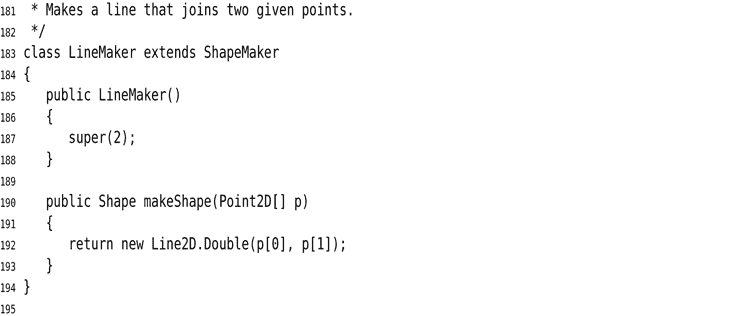 181  * Makes a line that joins two given points.
182  */
183 class LineMaker extends ShapeMaker
184 {
185    public LineMaker()
186    {
187       super(2);
188    }
189
190    public Shape makeShape(Point2D[] p)
191    {
192       return new Line2D.Double(p[0], p[1]);
193    }
194 }
195